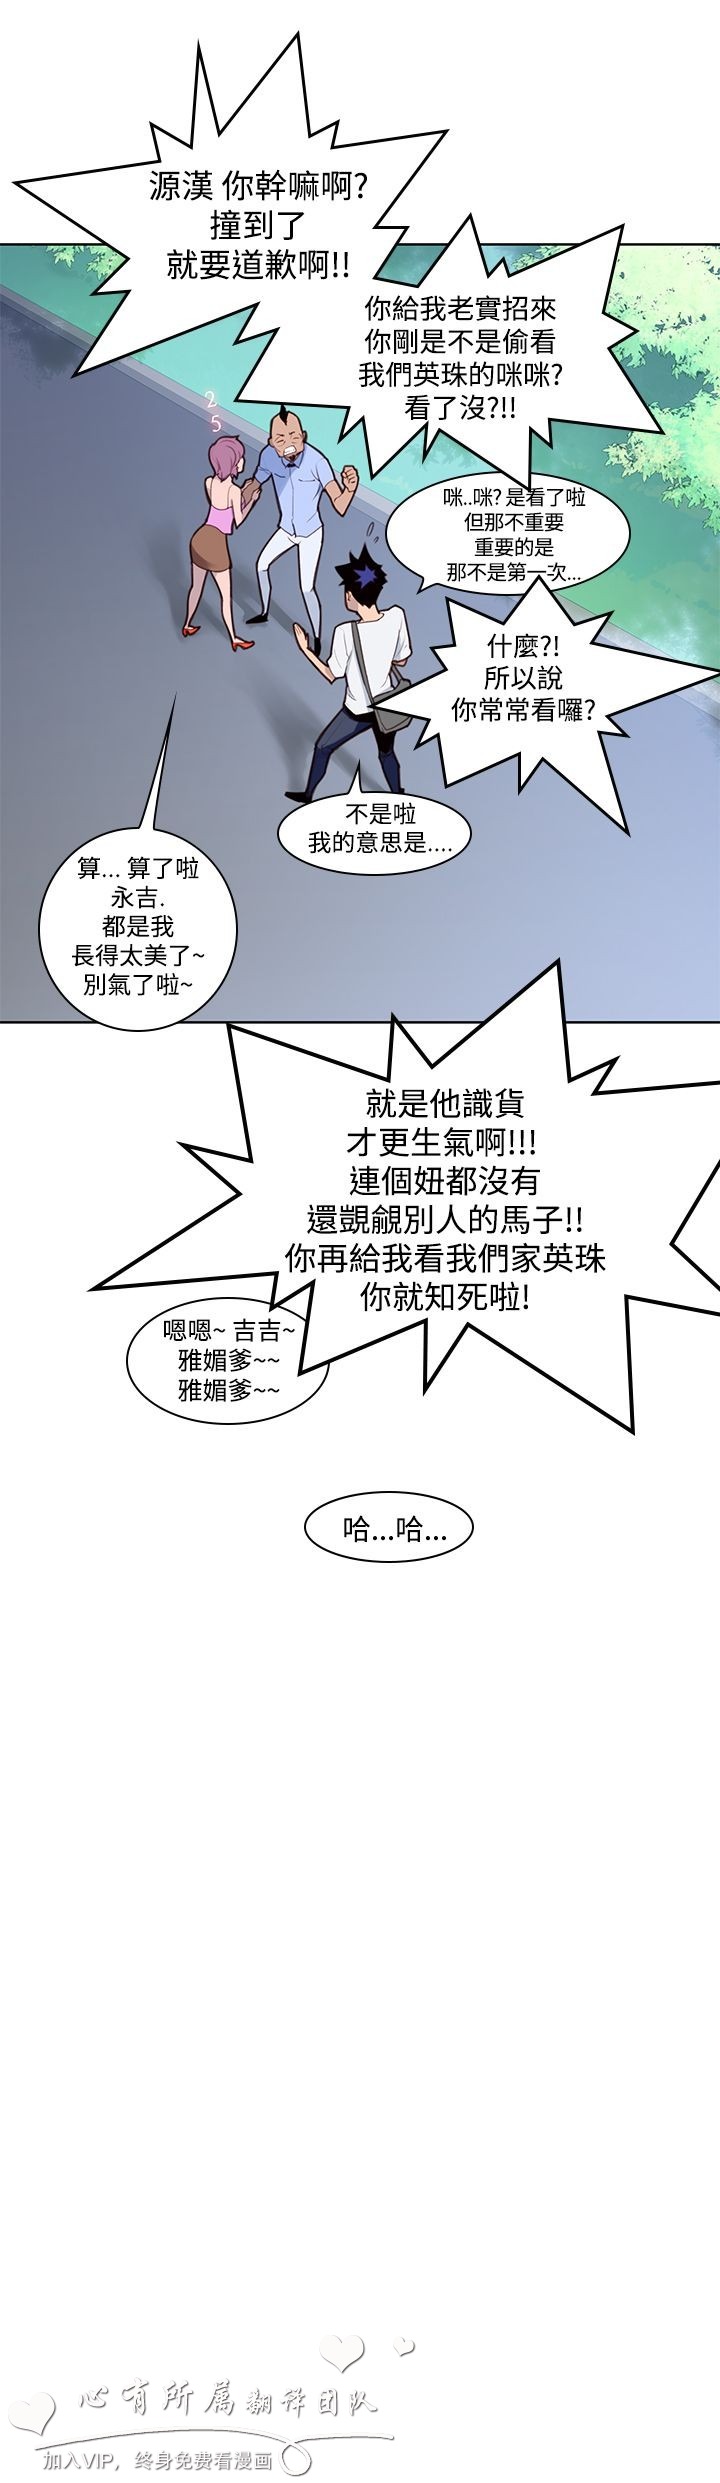 源漢 你幹嘛啊?
撞到了
就要道歉啊!!
你給我老實招來
你剛是不是偷看
我們英珠的咪咪?
看了沒?!!
2
5
咪..咪? 是看了啦
但那不重要
重要的是
那不是第一次...
什麼?!
所以說
你常常看囉?
不是啦
我的意思是....
算... 算了啦
永吉.
都是我
長得太美了~
別氣了啦~
就是他識貨
才更生氣啊!!!
連個妞都沒有
還覬覦別人的馬子!!
你再給我看我們家英珠
你就知死啦!
嗯嗯~ 吉吉~
雅媚爹~~
雅媚爹~~
哈...哈...
心有所属翻译团队
加入VIP，终身免费看漫画